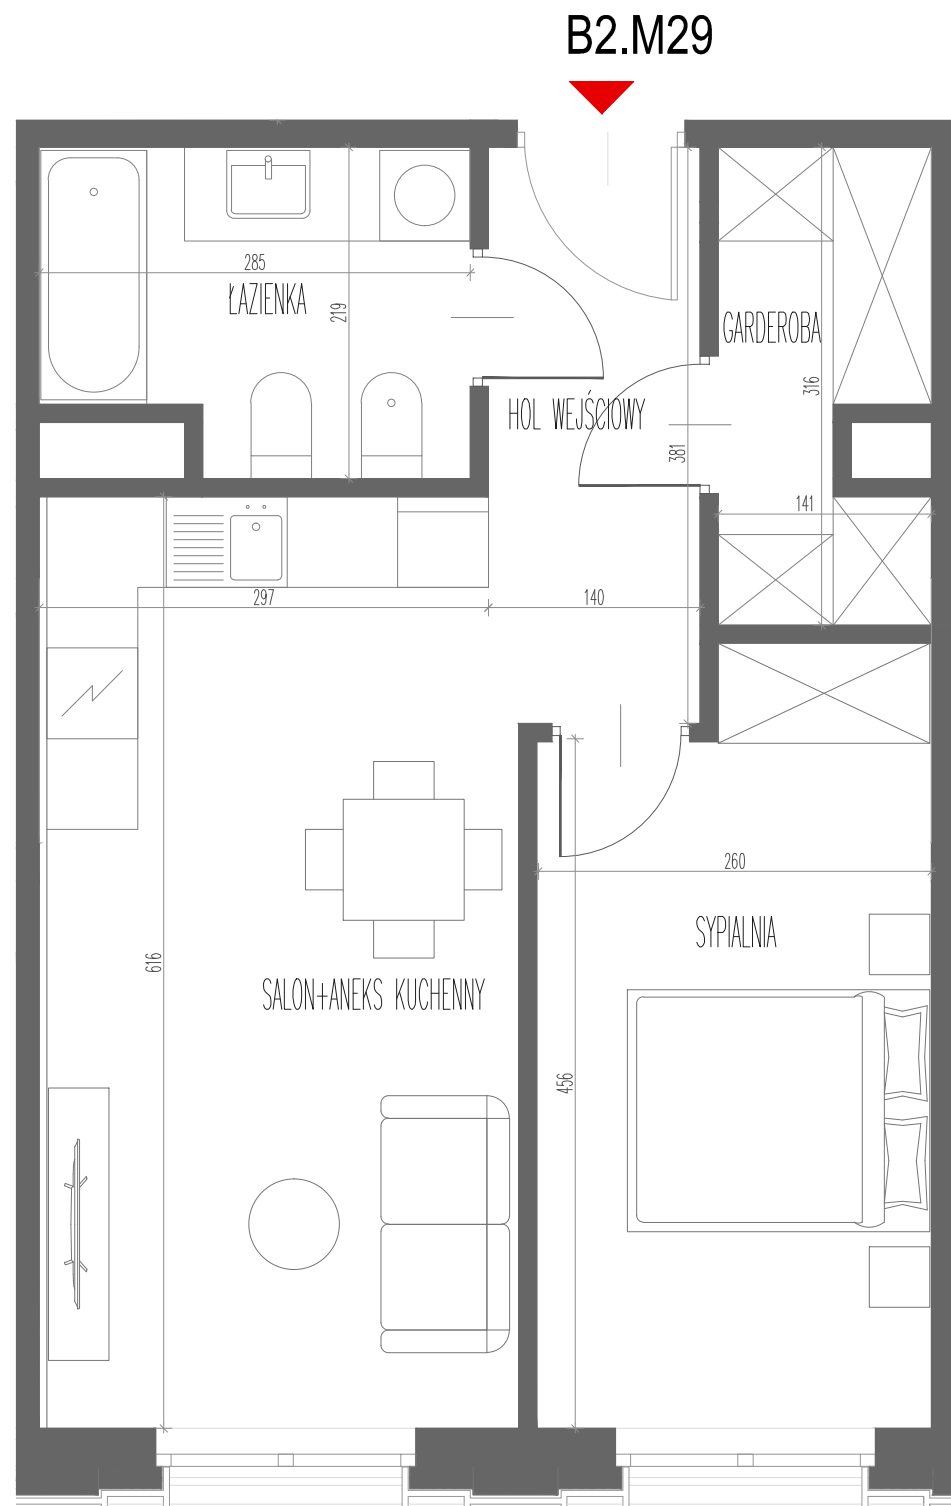 B2.M29
285
ŁAZIENKA
219
GARDEROBA
316
HOL WEJŚCIOWY
381
141
297
140
260
SYPIALNIA
616
SALON+ANEKS KUCHENNY
456